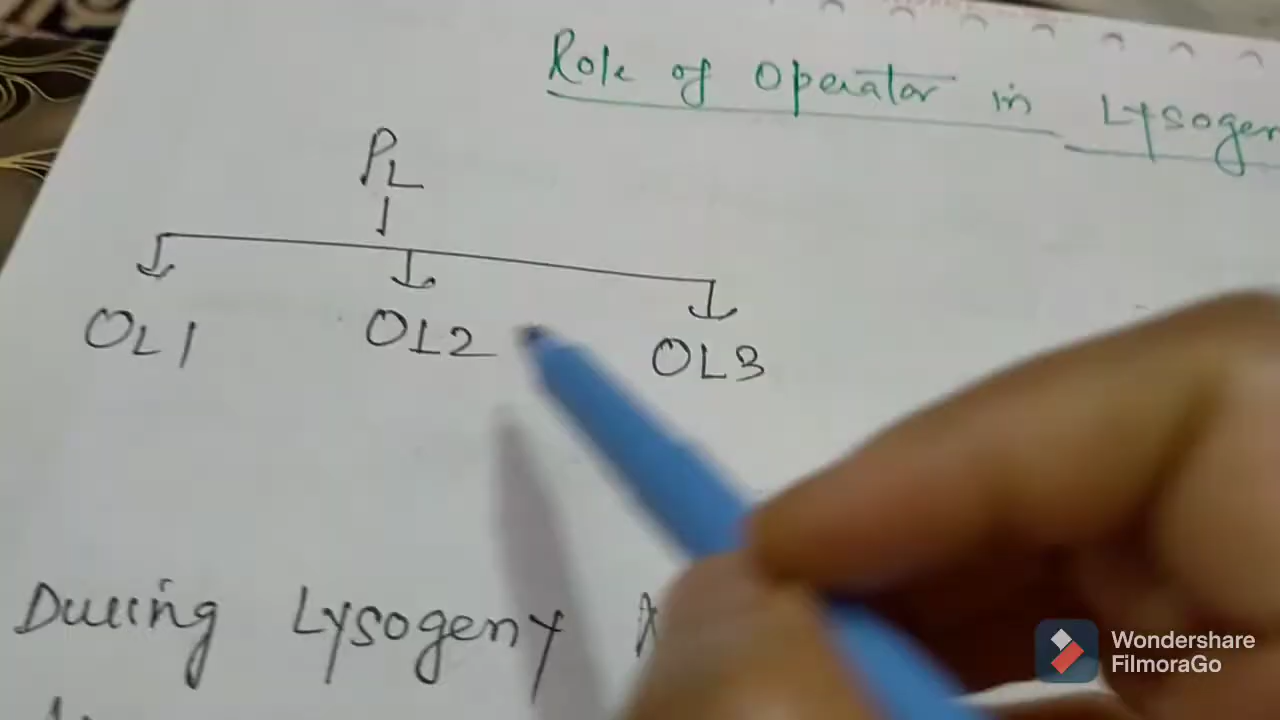 Role of Operator in Lysogen
PL
OL1 OL2 OL3
During Lysogeny
Wondershare
FilmoraGo